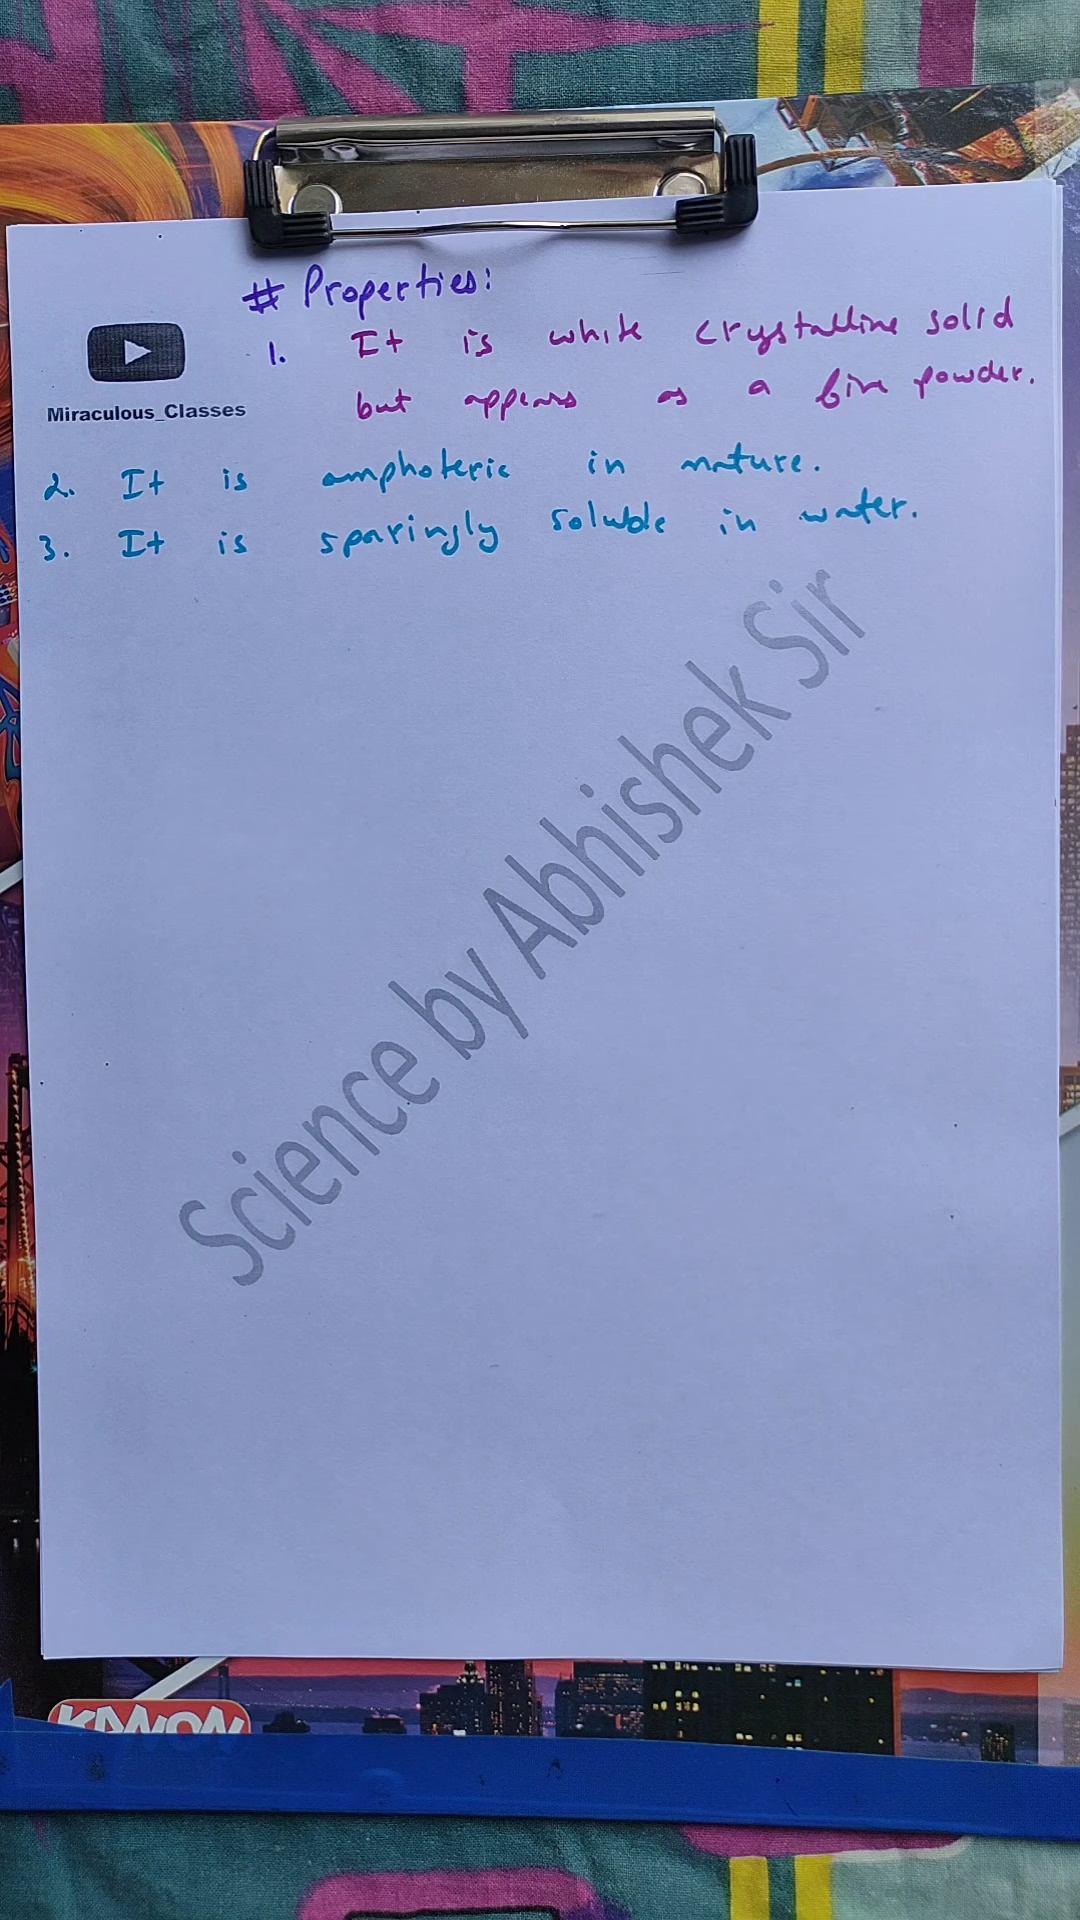 # Properties:
1. It is white crystalline solid
Miraculous_Classes
but appears as a fine powder.
2. It is amphoteric in nature.
3. It is sparingly soluble in water.
Science by Abhishek Sir
KANON